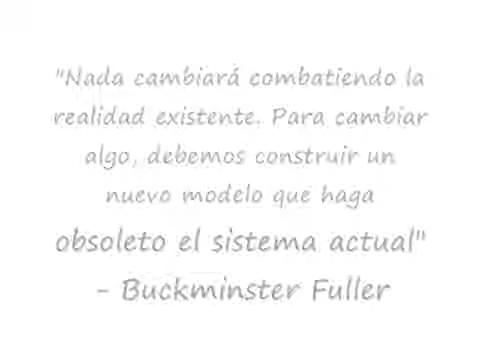 "Nada cambiará combatiendo la
realidad existente. Para cambiar
algo, debemos construir un
nuevo modelo que haga
obsoleto el sistema actual"
- Buckminster Fuller